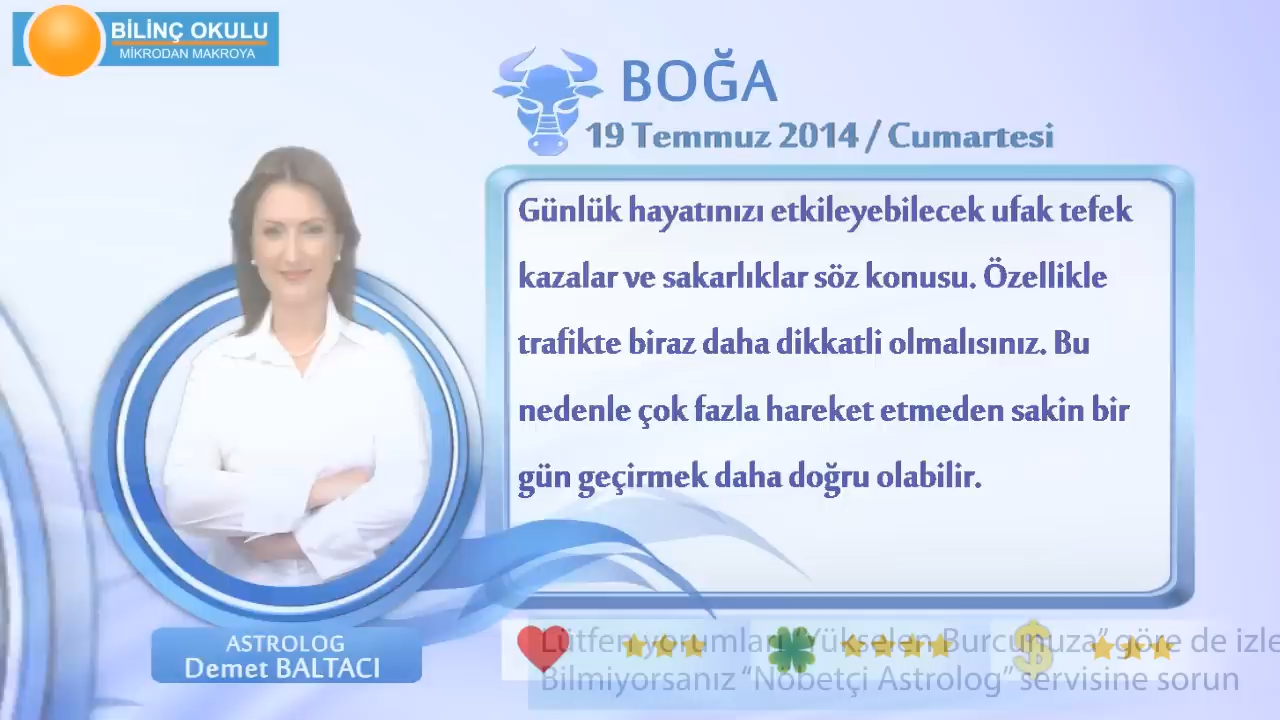 BİLİNÇ OKULU
MİKRODAN MAKROYA
BOĞA
19 Temmuz 2014 / Cumartesi
Günlük hayatınızı etkileyebilecek ufak tefek
kazalar ve sakarlıklar söz konusu. Özellikle
trafikte biraz daha dikkatli olmalısınız. Bu
nedenle çok fazla hareket etmeden sakin bir
gün geçirmek daha doğru olabilir.
ASTROLOG
Demet BALTACI
Lütfen yorumları "Yükselen Burcunuza" göre de izle
Bilmiyorsanız "Nöbetçi Astrolog" servisine sorun